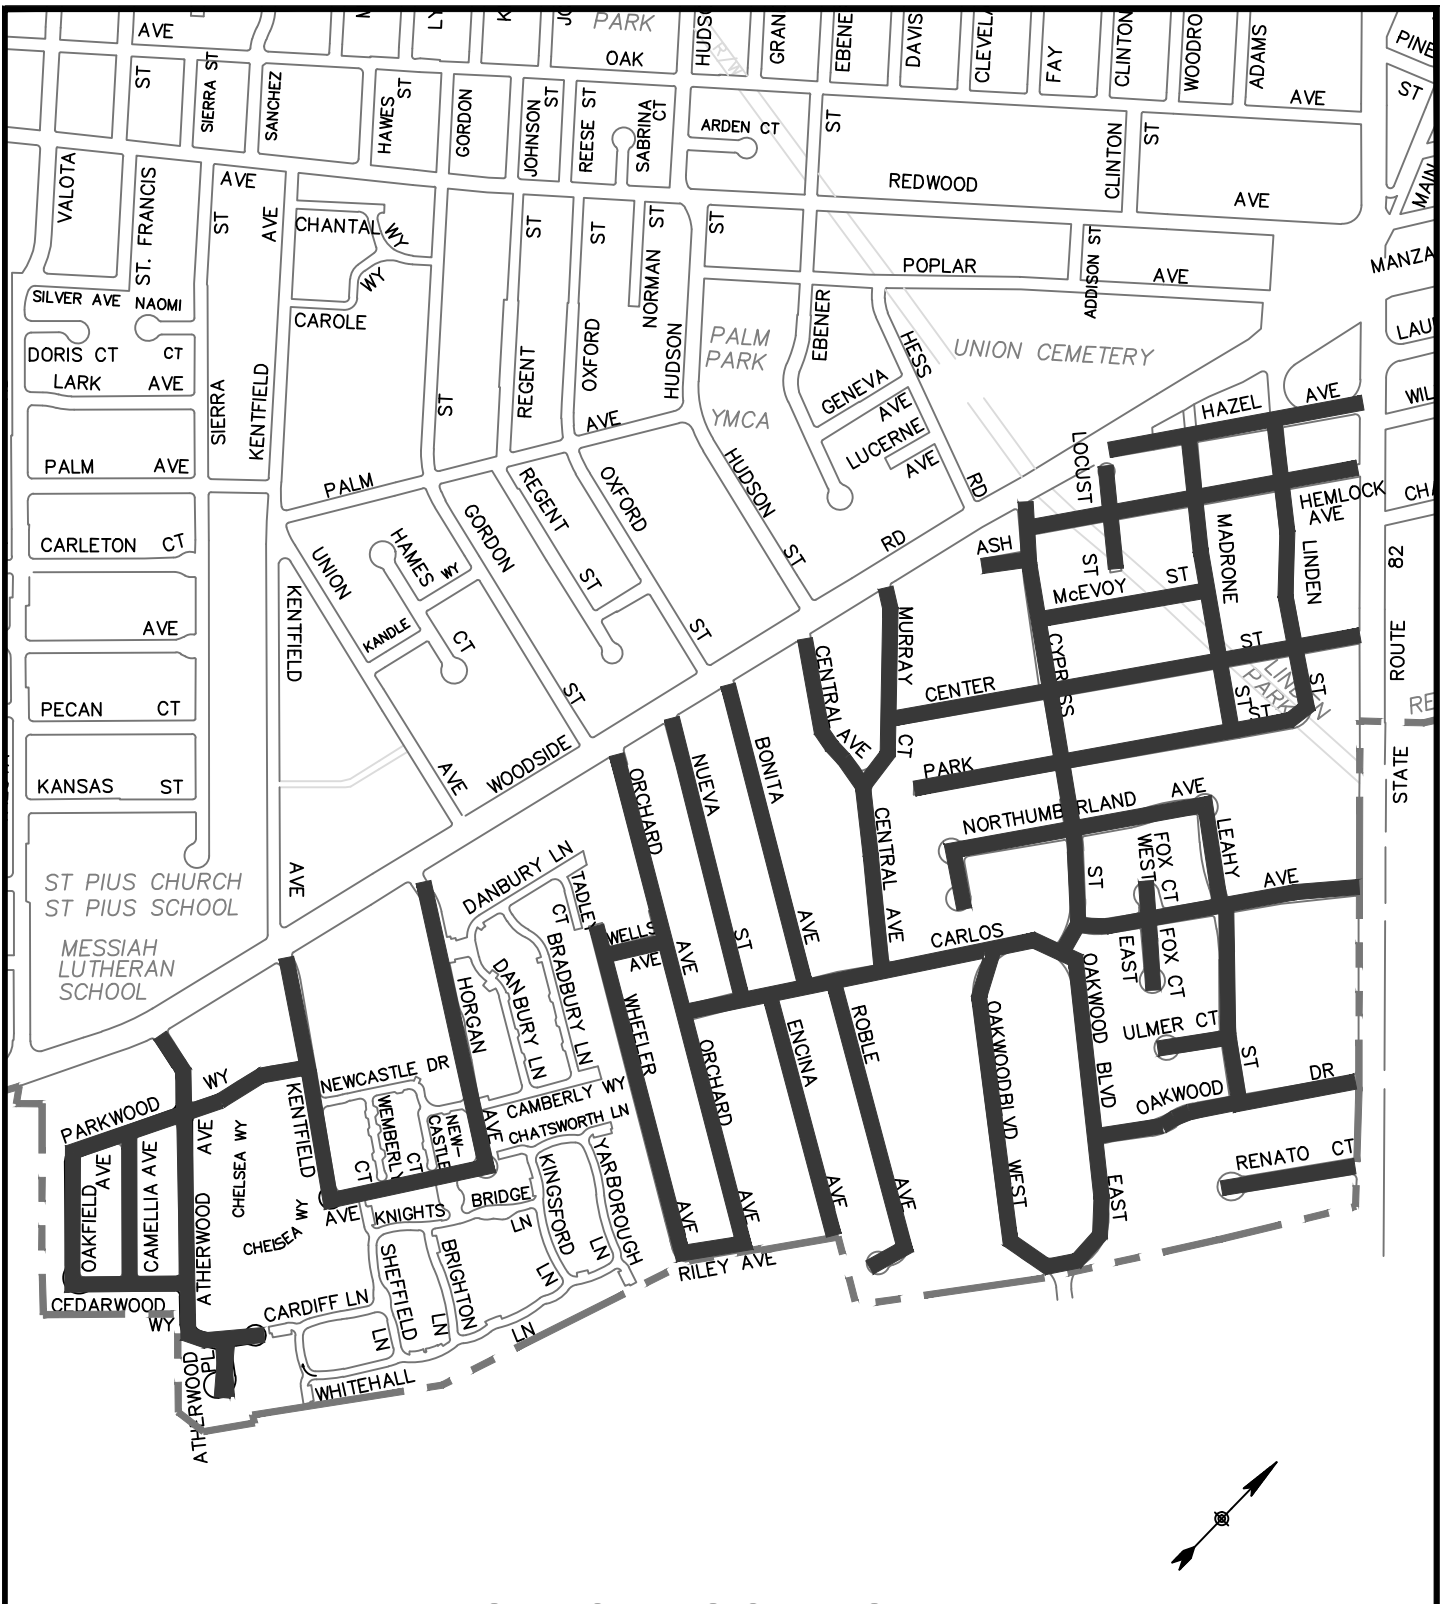 AVE
PARK
OAK
HUDSO
GRAN
EBENE
DAVIS
CLEVELA
FAY
CLINTON
WOODRO
ADAMS
PINE
ST
R/W
ST
SIERRA ST
SANCHEZ
HAWES ST
GORDON
JOHNSON ST
REESE ST
SABRINA CT
ARDEN CT
ST
CLINTON
ST
AVE
MAIN
VALOTA
ST. FRANCIS
AVE
ST
AVE
CHANTAL WY
WY
CAROLE
ST
ST
NORMAN ST
ST
REDWOOD
AVE
POPLAR
ADDISON ST
AVE
MANZA
SILVER AVE
NAOMI
DORIS CT
CT
LARK AVE
SIERRA
KENTFIELD
ST
REGENT
OXFORD
HUDSON
PALM
PARK
YMCA
EBENER
HESS
UNION CEMETERY
LAU
GENEVA
AVE
LUCERNE
AVE
RD
HAZEL AVE
WIL
PALM AVE
PALM
AVE
REGENT
ST
OXFORD
ST
HUDSON
ST
RD
LOCUST
ST
HEMLOCK
AVE
CHA
CARLETON CT
UNION
AVE
HAMES
WY
GORDON
ST
ASH
McEVOY ST
MADRONE
ST
LINDEN
ST
ROUTE 82
STATE
AVE
KENTFIELD
AVE
KANDLE
CT
MURRAY
CT
CYPRESS
ST
CENTER
ST
LINDEN
PARK
RE
PECAN CT
WOODSIDE
CENTRAL AVE
PARK
ST
KANSAS ST
ORCHARD
AVE
NUEVA
ST
BONITA
AVE
CENTRAL
AVE
NORTHUMBERLAND AVE
WEST
FOX CT
LEAHY
ST
AVE
ST PIUS CHURCH
ST PIUS SCHOOL
MESSIAH
LUTHERAN
SCHOOL
DANBURY LN
TADLEY
CT
WELLS
AVE
CARLOS
EAST
FOX CT
HORGAN
AVE
DANBURY LN
BRADBURY LN
WHEELER
AVE
ORCHARD
AVE
ENCINA
AVE
ROBLE
AVE
OAKWOODBLVD
WEST
OAKWOOD
BLVD
EAST
ULMER CT
OAKWOOD
DR
RENATO CT
PARKWOOD
WY
KENTFIELD
AVE
NEWCASTLE DR
WEMBERLY
CT
NEW-
CASTLE
CT
CAMBERLY WY
CHATSWORTH LN
OAKFIELD
AVE
CAMELLIA AVE
ATHERWOOD
AVE
CHELSEA WY
CHELSEA
WY
KNIGHTS
BRIDGE
LN
KINGSFORD
LN
YARBOROUGH
LN
RILEY AVE
CEDARWOOD
WY
CARDIFF LN
SHEFFIELD
LN
BRIGHTON
LN
LN
ATHERWOOD
PL
WHITEHALL